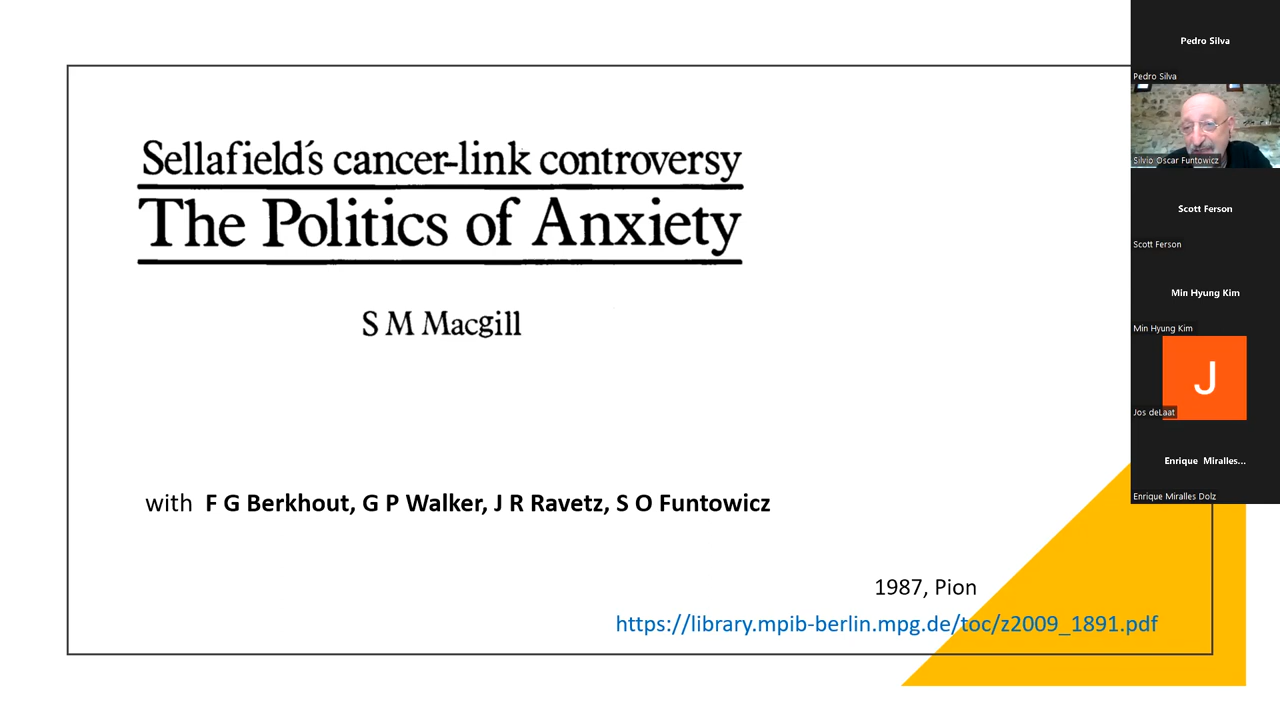 Sellafield's cancer-link controversy
The Politics of Anxiety
S M Macgill
with F G Berkhout, G P Walker, J R Ravetz, S O Funtowicz
1987, Pion
https://library.mpib-berlin.mpg.de/toc/z2009_1891.pdf
Pedro Silva
Pedro Silva
Silvio Oscar Funtowicz
Scott Ferson
Scott Ferson
Min Hyung Kim
Min Hyung Kim
J
Jos deLaat
Enrique Miralles...
Enrique Miralles Dolz